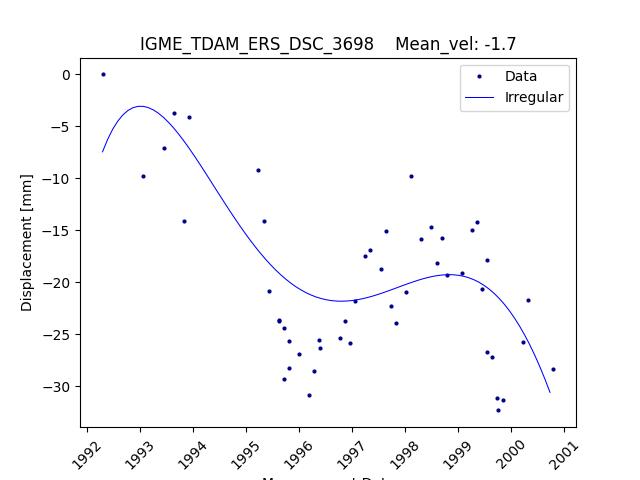 IGME_TDAM_ERS_DSC_3698    Mean_vel: -1.7
Data
Irregular
Displacement [mm]
0
−5
−10
−15
−20
−25
−30
1992 1993 1994 1995 1996 1997 1998 1999 2000 2001